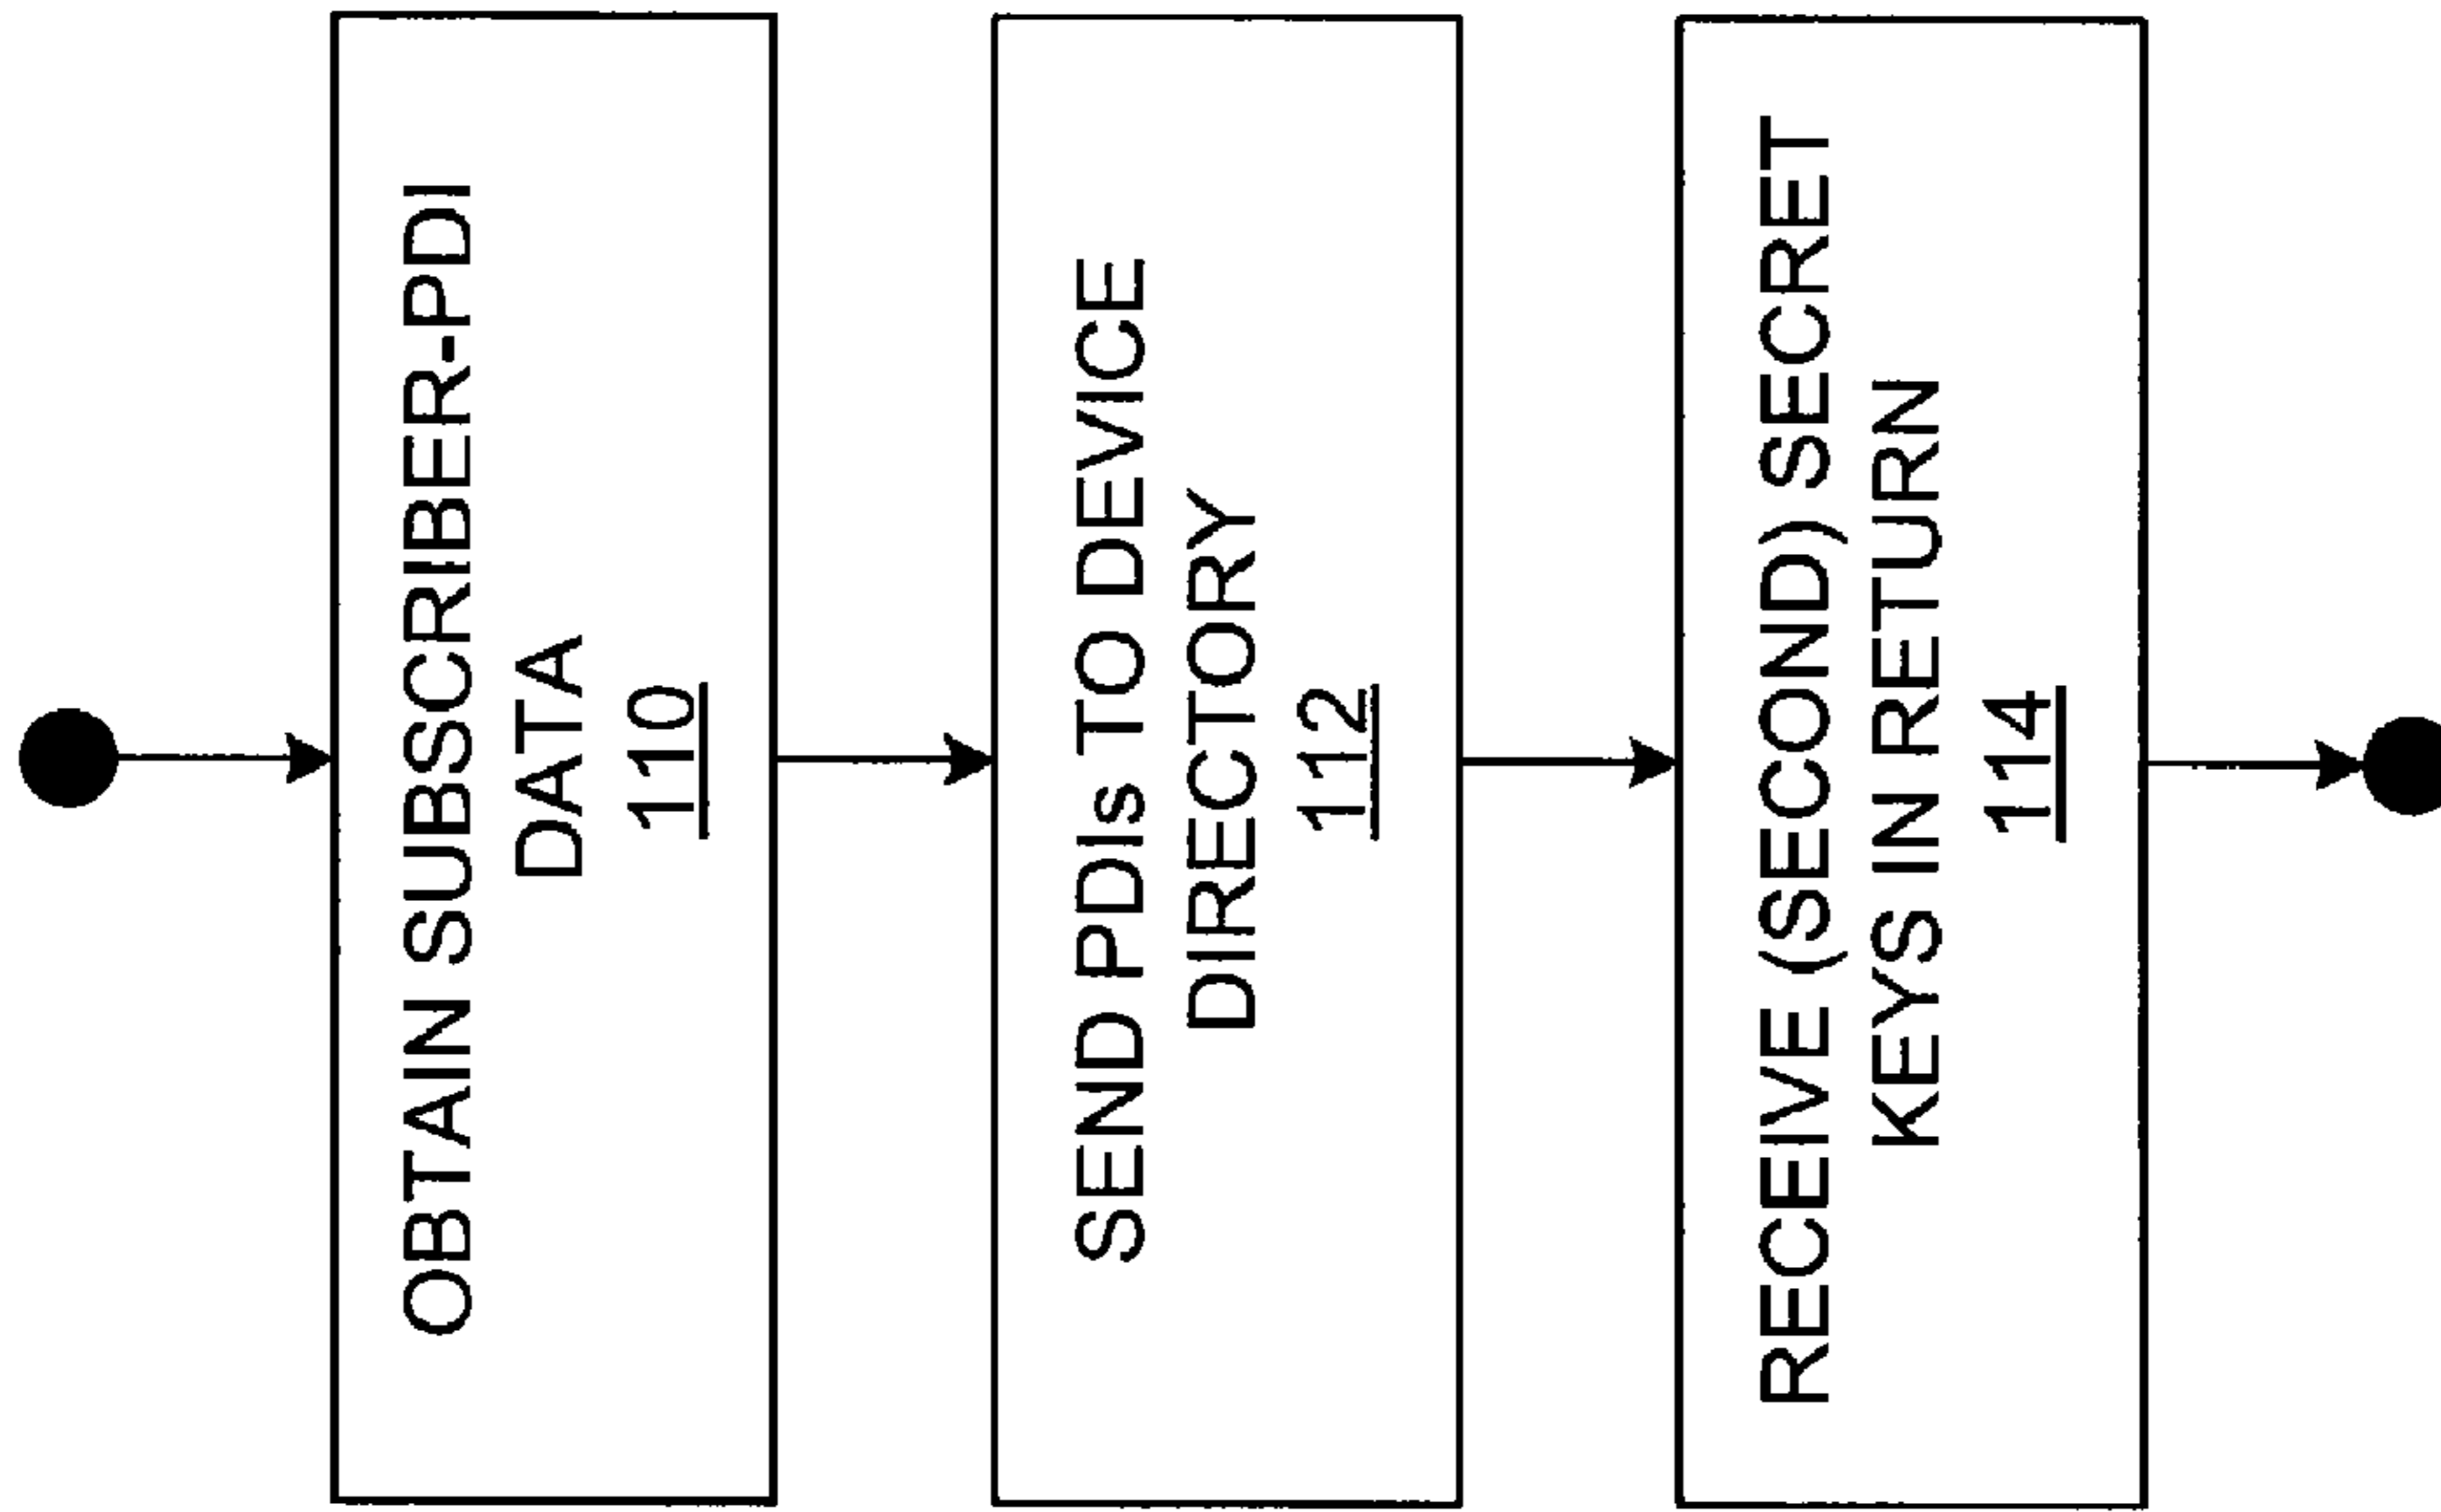 OBTAIN SUBSCRIBER-PDI
DATA
110
SEND PDIs TO DEVICE
DIRECTORY
112
RECEIVE (SECOND) SECRET
KEYS IN RETURN
114